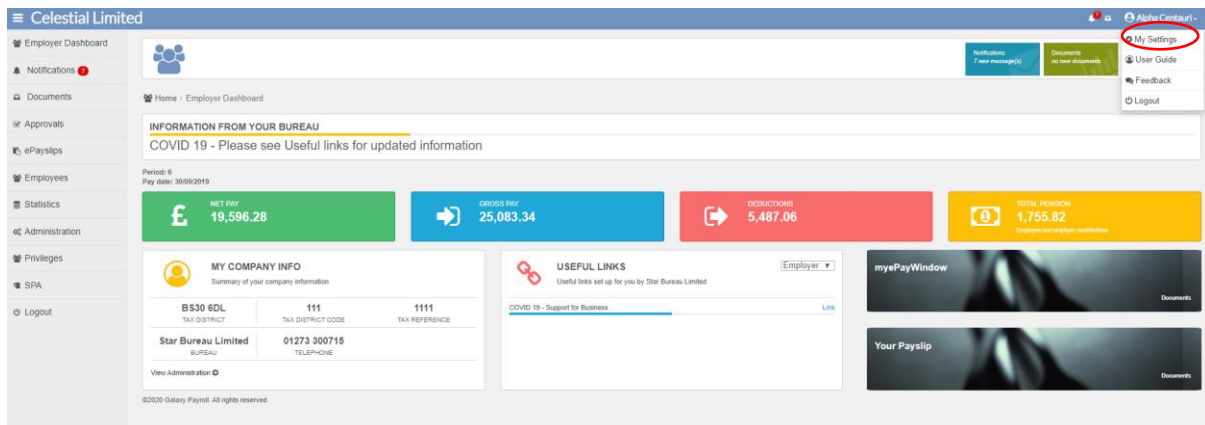 Celestial Limited
7
Alpha Centauri
Employer Dashboard
Notifications 7
Documents
Approvals
ePayslips
Employees
Statistics
Administration
Privileges
SPA
Logout
Notifications
7 new message(s)
Documents
no new documents
My Settings
User Guide
Feedback
Logout
Home › Employer Dashboard
INFORMATION FROM YOUR BUREAU
COVID 19 - Please see Useful links for updated information
Period: 6
Pay date: 30/09/2019
NET PAY
19,596.28
GROSS PAY
25,083.34
DEDUCTIONS
5,487.06
TOTAL PENSION
1,755.82
Employee and employer contributions
MY COMPANY INFO
Summary of your company information
BS30 6DL 111 1111
TAX DISTRICT TAX DISTRICT CODE TAX REFERENCE
Star Bureau Limited 01273 300715
BUREAU TELEPHONE
View Administration
USEFUL LINKS Employer
Useful links set up for you by Star Bureau Limited
COVID 19 - Support for Business Link
myePayWindow
Documents
Your Payslip
Documents
©2020 Galaxy Payroll. All rights reserved.